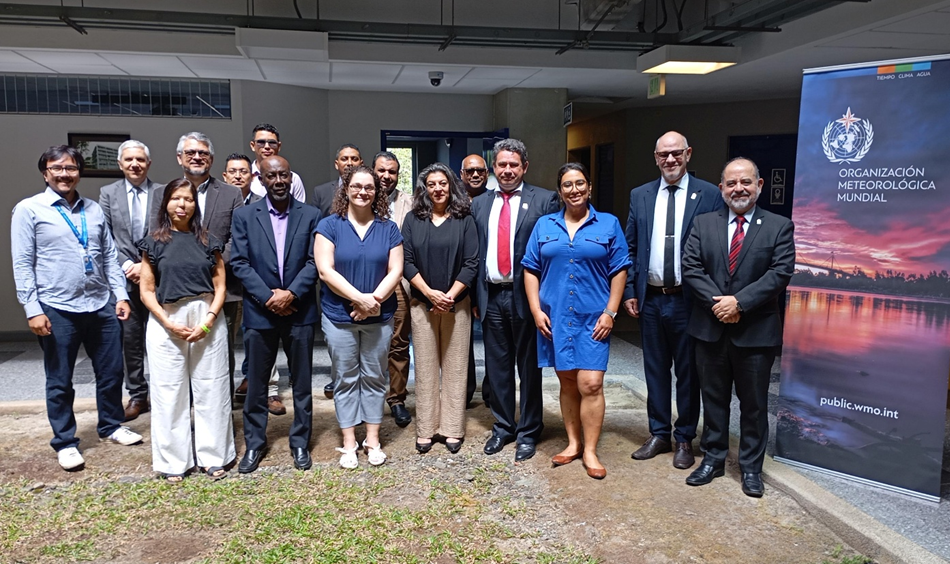 TIEMPO CLIMA AGUA
ORGANIZACIÓN
METEOROLÓGICA
MUNDIAL
public.wmo.int